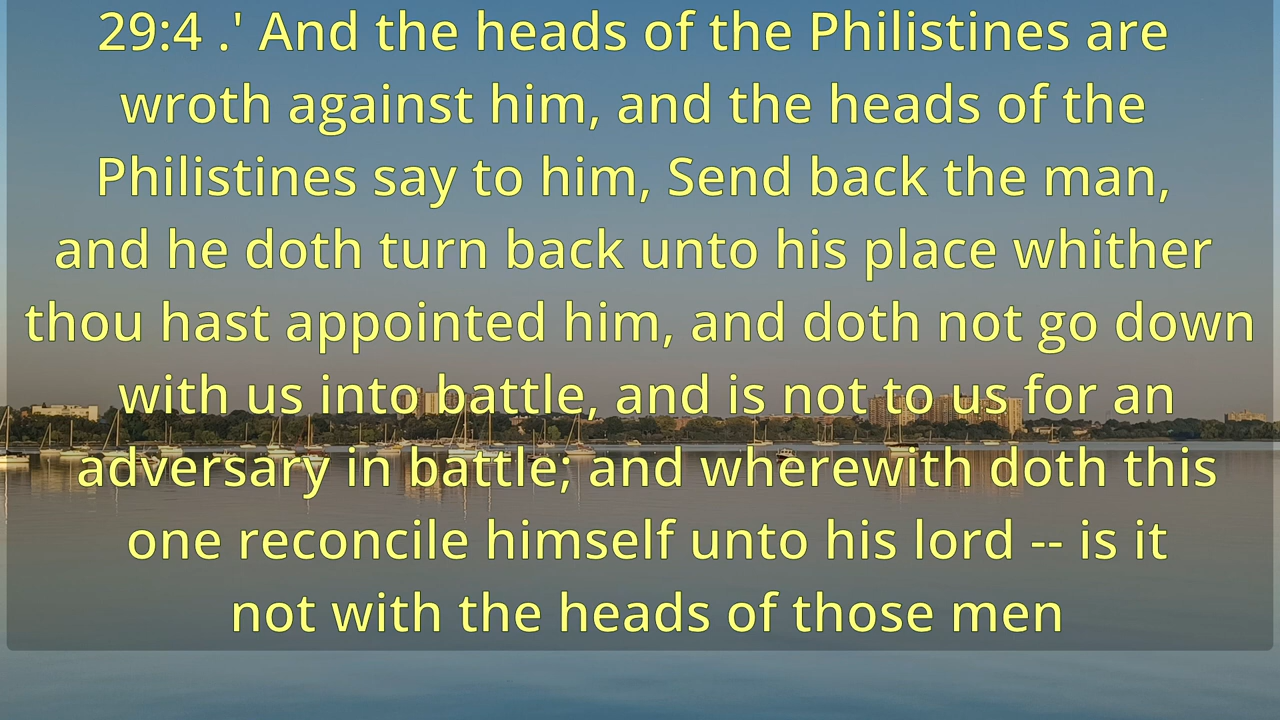 29:4 .' And the heads of the Philistines are
wroth against him, and the heads of the
Philistines say to him, Send back the man,
and he doth turn back unto his place whither
thou hast appointed him, and doth not go down
with us into battle, and is not to us for an
adversary in battle; and wherewith doth this
one reconcile himself unto his lord -- is it
not with the heads of those men